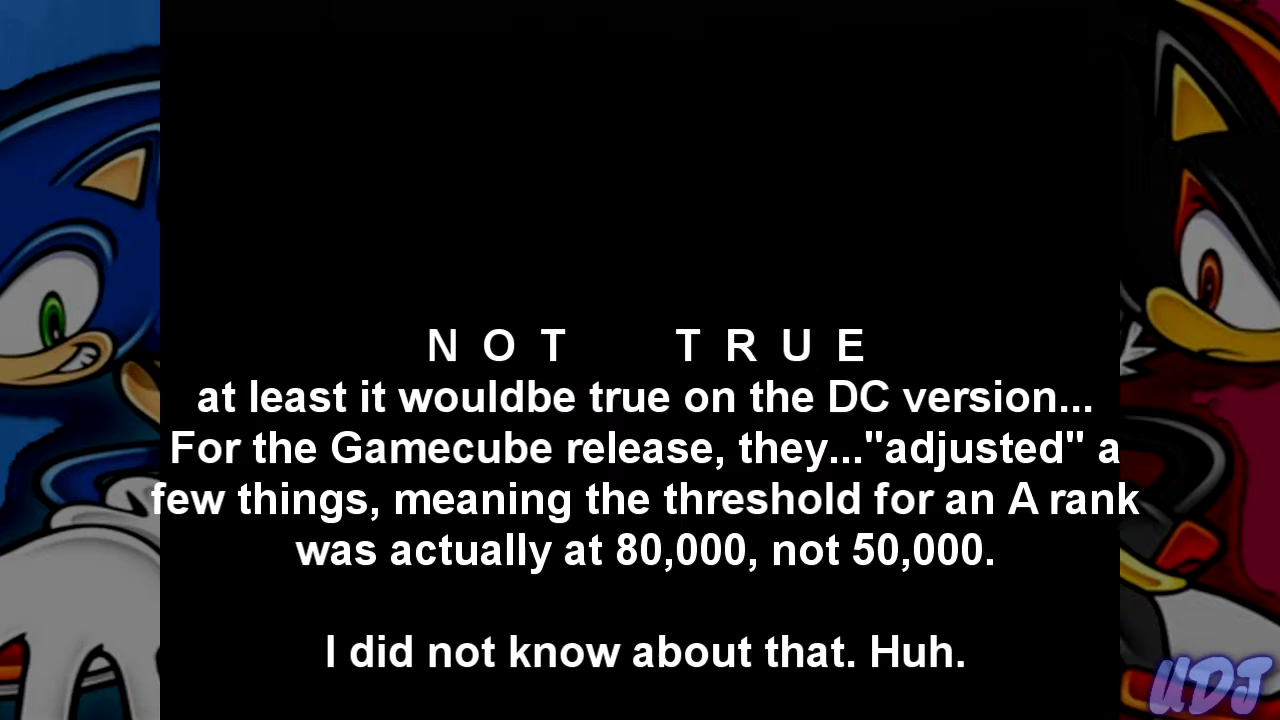 N O T T R U E
at least it wouldbe true on the DC version...
For the Gamecube release, they..."adjusted" a
few things, meaning the threshold for an A rank
was actually at 80,000, not 50,000.
I did not know about that. Huh.
UDJ